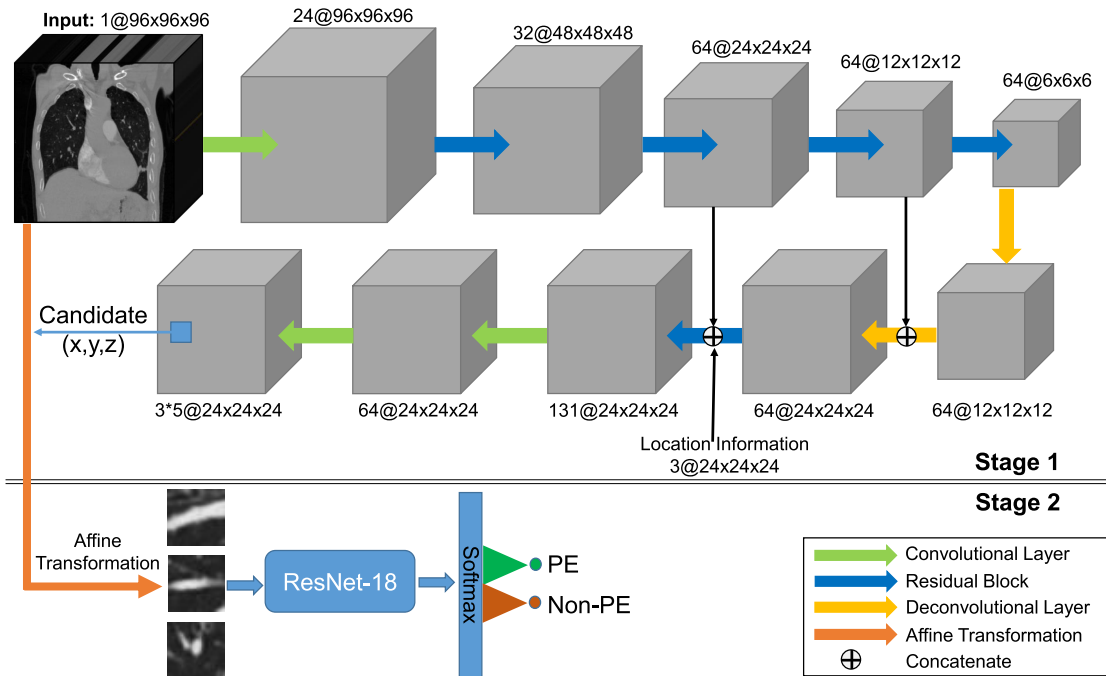 Input: 1@96x96x96
24@96x96x96
32@48x48x48
64@24x24x24
64@12x12x12
64@6x6x6
Candidate
(x,y,z)
3*5@24x24x24
64@24x24x24
131@24x24x24
64@24x24x24
64@12x12x12
Location Information
3@24x24x24
Stage 1
Stage 2
Affine
Transformation
ResNet-18
Softmax
PE
Non-PE
Convolutional Layer
Residual Block
Deconvolutional Layer
Affine Transformation
Concatenate